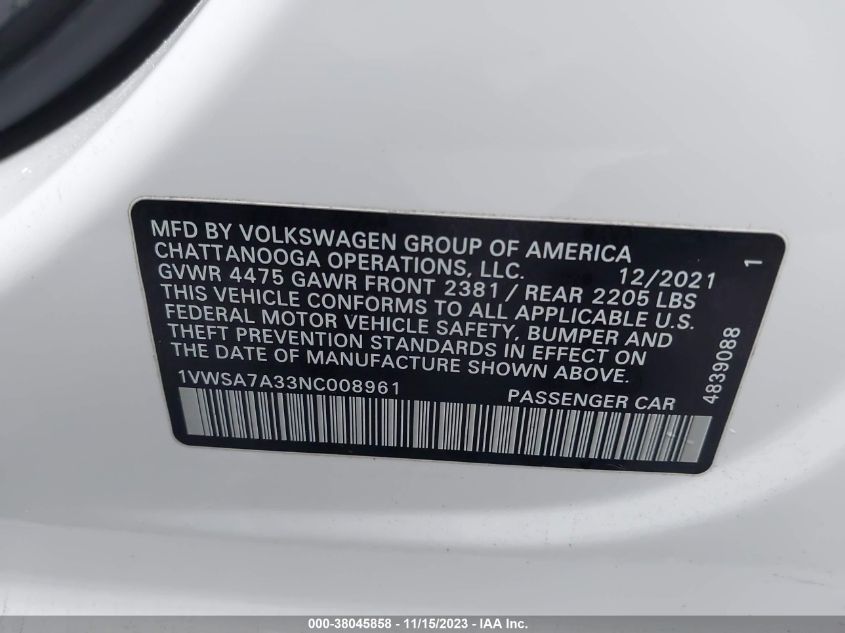 MFD BY VOLKSWAGEN GROUP OF AMERICA
CHATTANOOGA OPERATIONS, LLC. 12/2021 1
GVWR 4475 GAWR FRONT 2381 / REAR 2205 LBS
THIS VEHICLE CONFORMS TO ALL APPLICABLE U.S.
FEDERAL MOTOR VEHICLE SAFETY, BUMPER AND
THEFT PREVENTION STANDARDS IN EFFECT ON
THE DATE OF MANUFACTURE SHOWN ABOVE.
1VWSA7A33NC008961 PASSENGER CAR
4839088
000-38045858 - 11/15/2023 - IAA Inc.